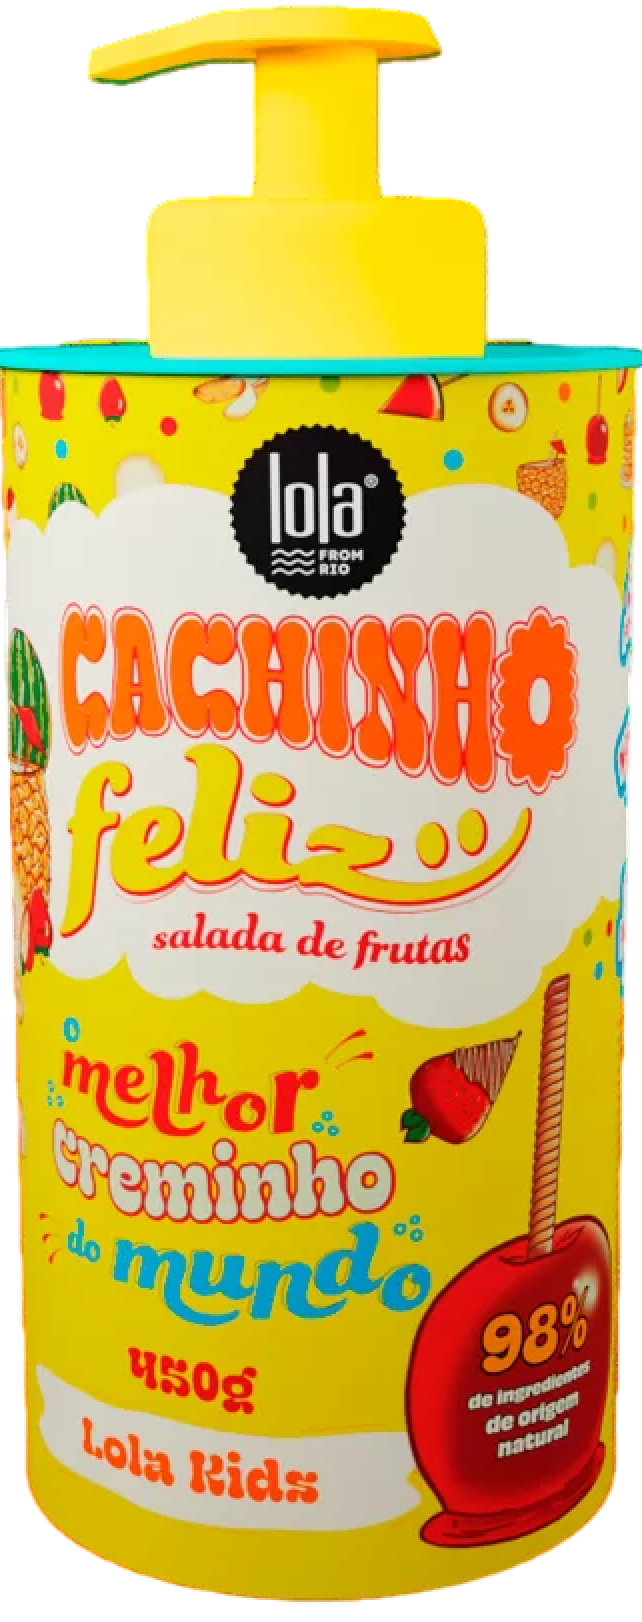 lola®
FROM
RIO
CACHINHO
feliz
salada de frutas
o
melhor
creminho
do mundo
450g
Lola Kids
98%
de ingredientes
de origem
natural